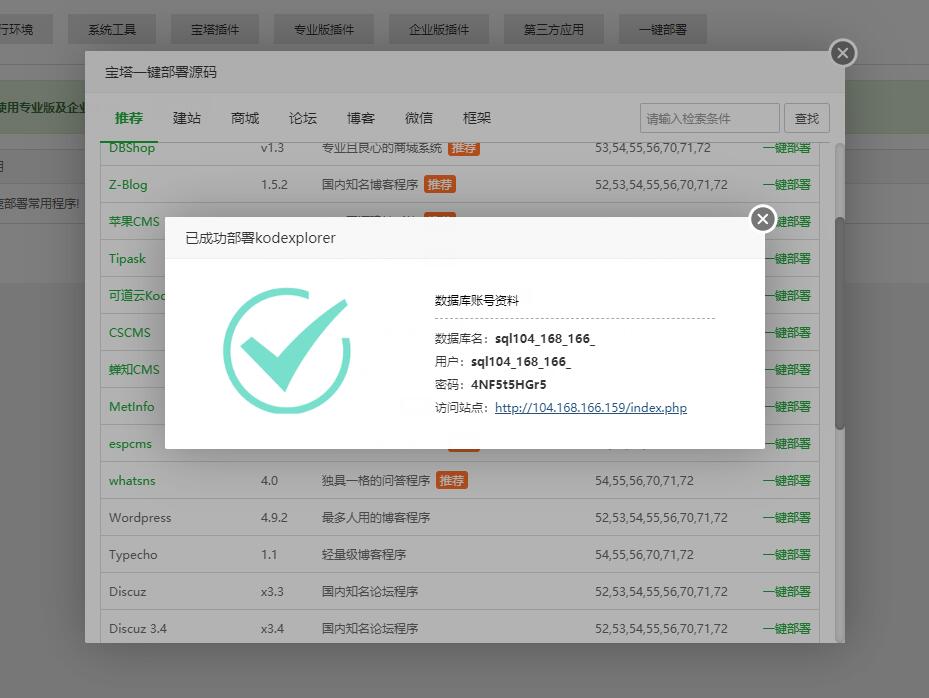 行环境 系统工具 宝塔插件 专业版插件 企业版插件 第三方应用 一键部署
宝塔一键部署源码
使用专业版及企业
推荐 建站 商城 论坛 博客 微信 框架 请输入检索条件 查找
DBShop v1.3 专业且良心的商城系统 推荐 53,54,55,56,70,71,72 一键部署
Z-Blog 1.5.2 国内知名博客程序 推荐 52,53,54,55,56,70,71,72 一键部署
速部署常用程序!
苹果CMS 键部署
已成功部署kodexplorer
Tipask 一键部署
可道云Kod 一键部署
CSCMS 一键部署
蝉知CMS 一键部署
MetInfo 一键部署
espcms 一键部署
数据库账号资料
数据库名：sql104_168_166_
用户：sql104_168_166_
密码：4NF5t5HGr5
访问站点：http://104.168.166.159/index.php
whatsns 4.0 独具一格的问答程序 推荐 54,55,56,70,71,72 一键部署
Wordpress 4.9.2 最多人用的博客程序 52,53,54,55,56,70,71,72 一键部署
Typecho 1.1 轻量级博客程序 54,55,56,70,71,72 一键部署
Discuz x3.3 国内知名论坛程序 52,53,54,55,56,70,71,72 一键部署
Discuz 3.4 x3.4 国内知名论坛程序 52,53,54,55,56,70,71,72 一键部署